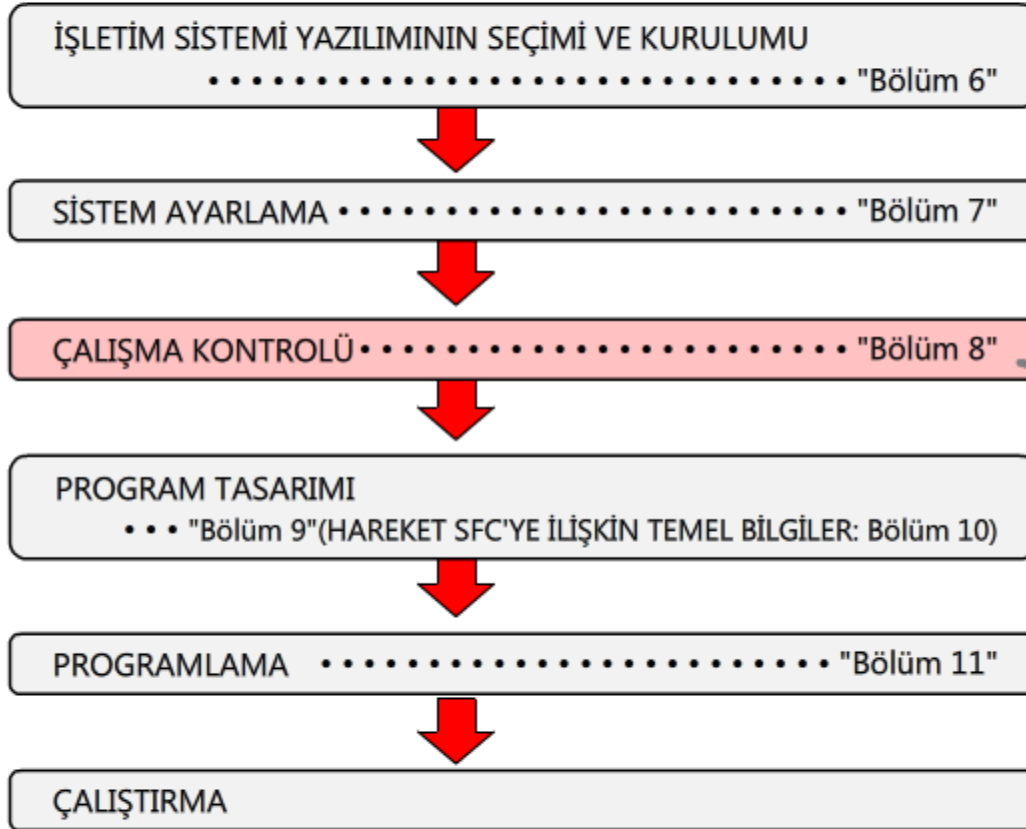 İŞLETİM SİSTEMİ YAZILIMININ SEÇİMİ VE KURULUMU
• • • • • • • • • • • • • • • • • • • • • • • • • • • • • • "Bölüm 6"
SİSTEM AYARLAMA • • • • • • • • • • • • • • • • • • • • • • • • "Bölüm 7"
ÇALIŞMA KONTROLÜ • • • • • • • • • • • • • • • • • • • • • • • "Bölüm 8"
PROGRAM TASARIMI
• • • "Bölüm 9"(HAREKET SFC'YE İLİŞKİN TEMEL BİLGİLER: Bölüm 10)
PROGRAMLAMA • • • • • • • • • • • • • • • • • • • • • • • • "Bölüm 11"
ÇALIŞTIRMA